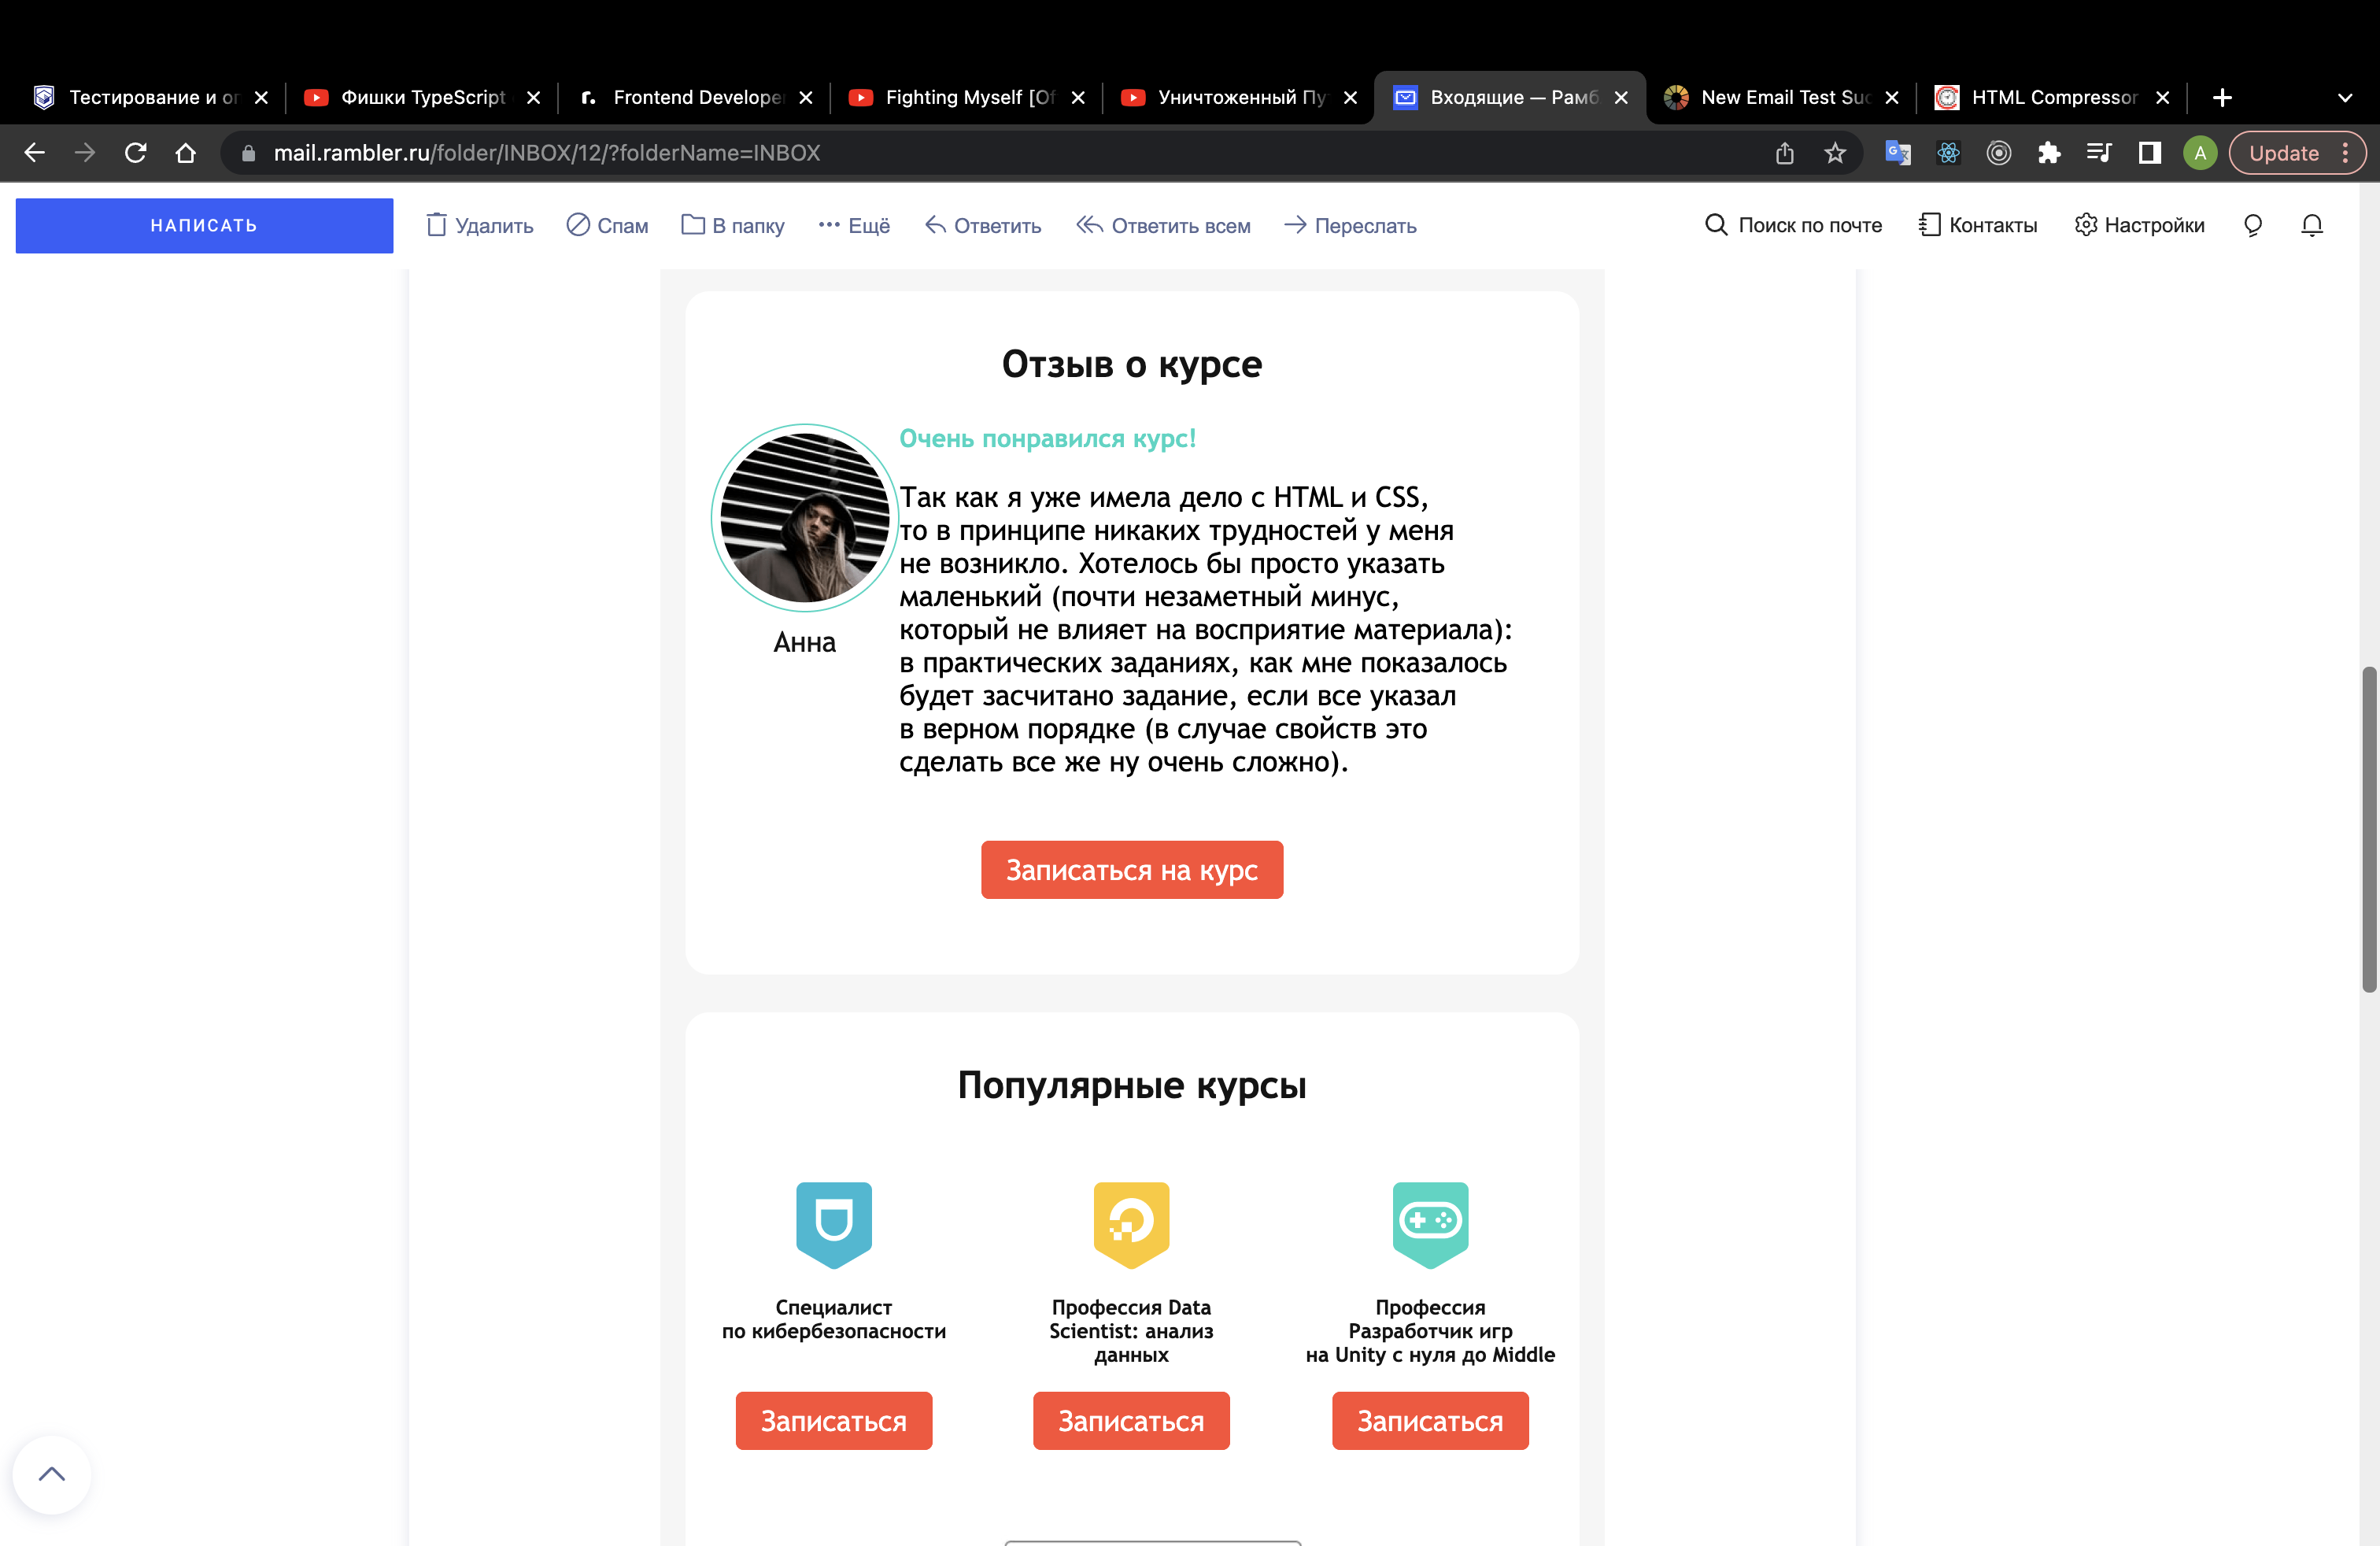 Тестирование и оп
Фишки TypeScript
Frontend Develope
Fighting Myself [Of
Уничтоженный Пу
Входящие — Рамб
New Email Test Suc
HTML Compressor
mail.rambler.ru/folder/INBOX/12/?folderName=INBOX
A
Update
НАПИСАТЬ
Удалить
Спам
В папку
Ещё
Ответить
Ответить всем
Переслать
Поиск по почте
Контакты
Настройки
Отзыв о курсе
Очень понравился курс!
Так как я уже имела дело с HTML и CSS,
то в принципе никаких трудностей у меня
не возникло. Хотелось бы просто указать
маленький (почти незаметный минус,
который не влияет на восприятие материала):
в практических заданиях, как мне показалось
будет засчитано задание, если все указал
в верном порядке (в случае свойств это
сделать все же ну очень сложно).
Анна
Записаться на курс
Популярные курсы
Специалист
по кибербезопасности
Записаться
Профессия Data
Scientist: анализ
данных
Записаться
Профессия
Разработчик игр
на Unity с нуля до Middle
Записаться